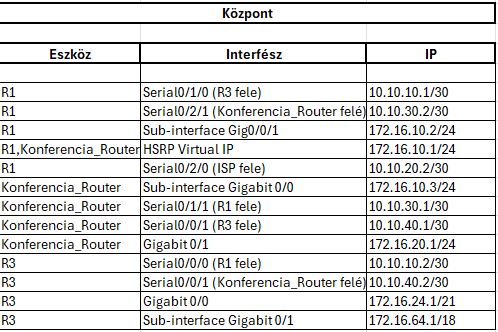 Központ
Eszköz Interfész IP
R1 Serial0/1/0 (R3 fele) 10.10.10.1/30
R1 Serial0/2/1 (Konferencia_Router felé) 10.10.30.2/30
R1 Sub-interface Gig0/0/1 172.16.10.2/24
R1,Konferencia_Router HSRP Virtual IP 172.16.10.1/24
R1 Serial0/2/0 (ISP fele) 10.10.20.2/30
Konferencia_Router Sub-interface Gigabit 0/0 172.16.10.3/24
Konferencia_Router Serial0/1/1 (R1 fele) 10.10.30.1/30
Konferencia_Router Serial0/0/1 (R3 fele) 10.10.40.1/30
Konferencia_Router Gigabit 0/1 172.16.20.1/24
R3 Serial0/0/0 (R1 fele) 10.10.10.2/30
R3 Serial0/0/1 (Konferencia_Router felé) 10.10.40.2/30
R3 Gigabit 0/0 172.16.24.1/21
R3 Sub-interface Gigabit 0/1 172.16.64.1/18